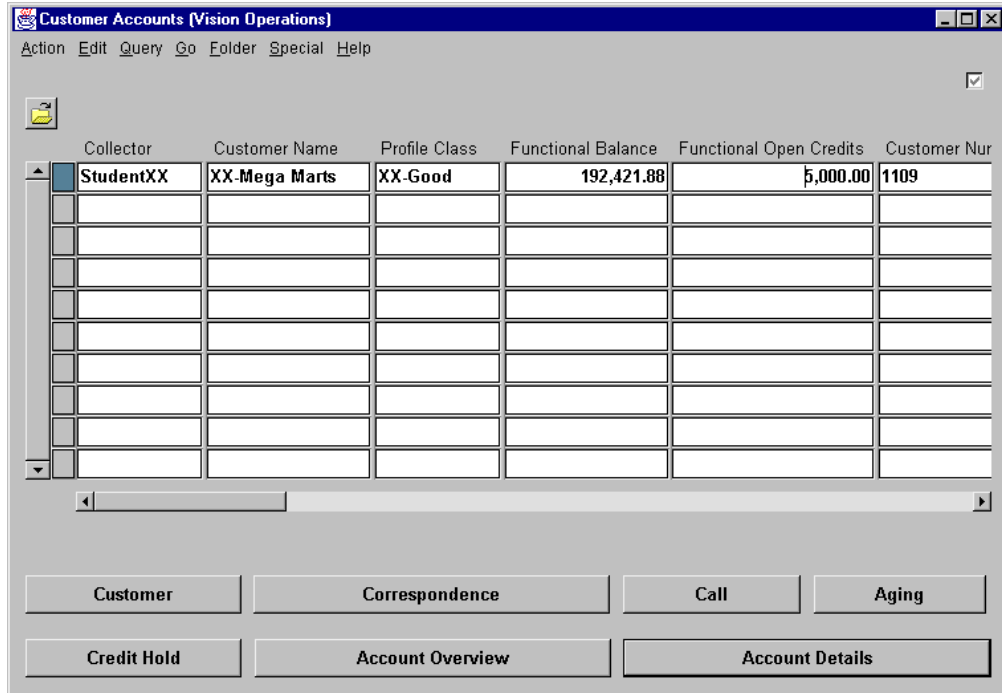 Customer Accounts (Vision Operations)
Action Edit Query Go Folder Special Help
Collector Customer Name Profile Class Functional Balance Functional Open Credits Customer Nur
StudentXX XX-Mega Marts XX-Good 192,421.88 5,000.00 1109
Customer Correspondence Call Aging
Credit Hold Account Overview Account Details